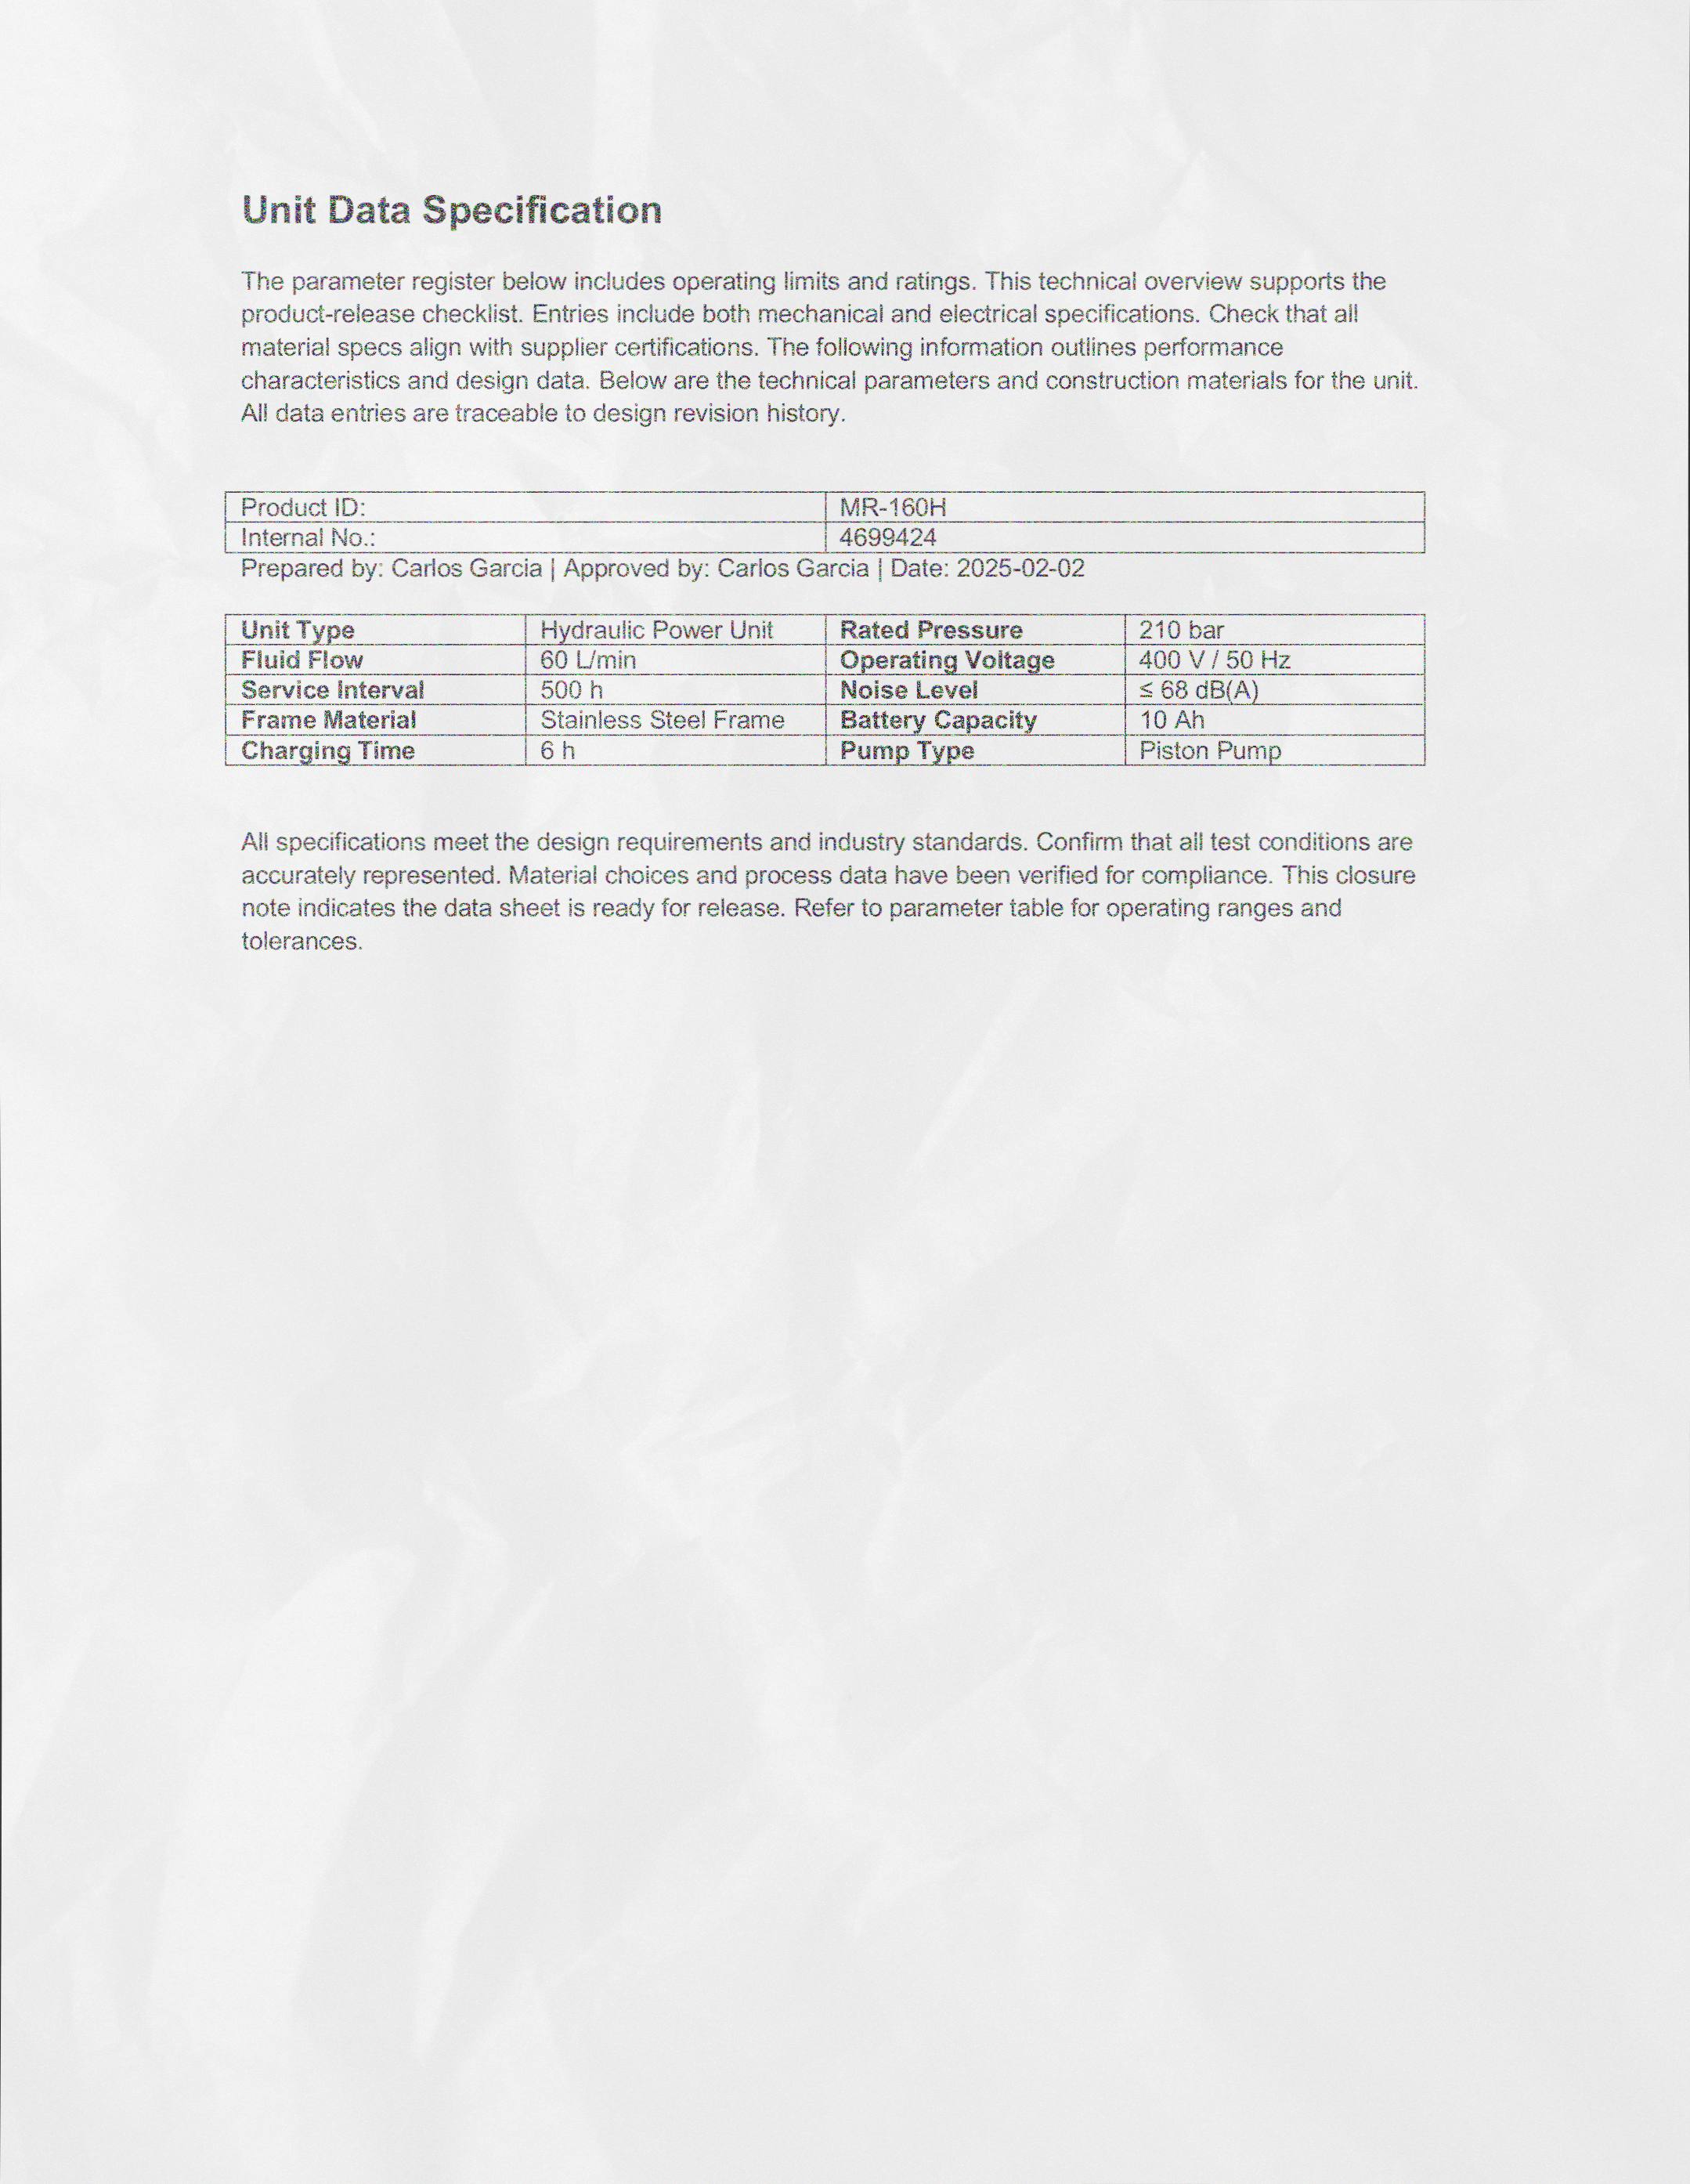 Unit Data Specification
The parameter register below includes operating limits and ratings. This technical overview supports the
product-release checklist. Entries include both mechanical and electrical specifications. Check that all
material specs align with supplier certifications. The following information outlines performance
characteristics and design data. Below are the technical parameters and construction materials for the unit.
All data entries are traceable to design revision history.
Product ID: MR-160H
Internal No.: 4699424
Prepared by: Carlos Garcia | Approved by: Carlos Garcia | Date: 2025-02-02
Unit Type Hydraulic Power Unit Rated Pressure 210 bar
Fluid Flow 60 L/min Operating Voltage 400 V / 50 Hz
Service Interval 500 h Noise Level ≤ 68 dB(A)
Frame Material Stainless Steel Frame Battery Capacity 10 Ah
Charging Time 6 h Pump Type Piston Pump
All specifications meet the design requirements and industry standards. Confirm that all test conditions are
accurately represented. Material choices and process data have been verified for compliance. This closure
note indicates the data sheet is ready for release. Refer to parameter table for operating ranges and
tolerances.